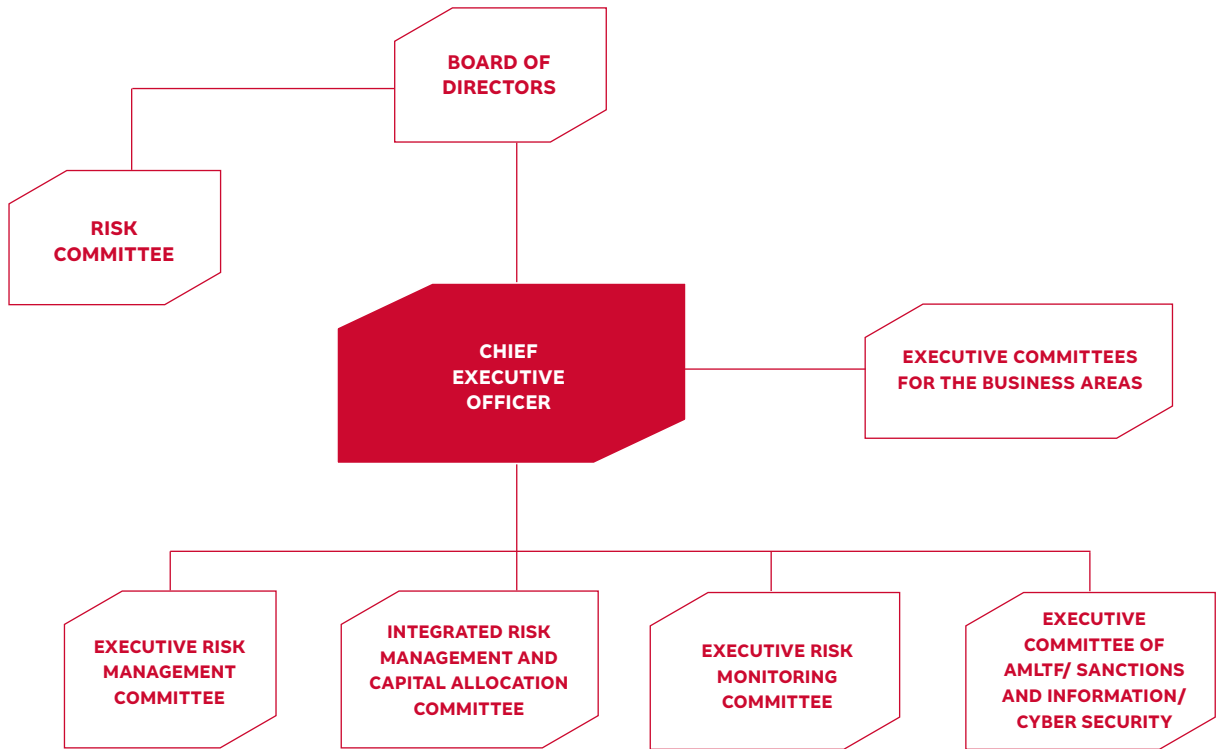 BOARD OF
DIRECTORS
RISK
COMMITTEE
CHIEF
EXECUTIVE
OFFICER
EXECUTIVE COMMITTEES
FOR THE BUSINESS AREAS
EXECUTIVE RISK
MANAGEMENT
COMMITTEE
INTEGRATED RISK
MANAGEMENT AND
CAPITAL ALLOCATION
COMMITTEE
EXECUTIVE RISK
MONITORING
COMMITTEE
EXECUTIVE
COMMITTEE OF
AMLTF/ SANCTIONS
AND INFORMATION/
CYBER SECURITY